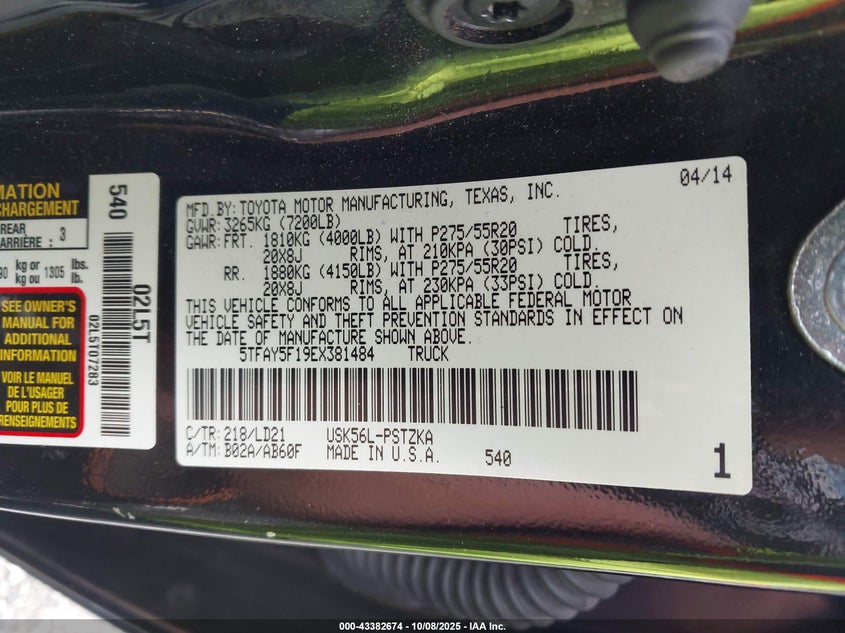 MATION
CHARGEMENT
REAR
ARRIÈRE
3
90 kg or 1305 lbs.
kg ou lb.
SEE OWNER'S
MANUAL FOR
ADDITIONAL
INFORMATION
VOIR LE MANUEL
DE L'USAGER
POUR PLUS DE
RENSEIGNEMENTS
540
02L5T
02L5T07283
MFD.BY: TOYOTA MOTOR MANUFACTURING, TEXAS, INC. 04/14
GVWR: 3265KG (7200LB)
GAWR: FRT. 1810KG (4000LB) WITH P275/55R20 TIRES,
20X8J RIMS, AT 210KPA (30PSI) COLD.
RR. 1880KG (4150LB) WITH P275/55R20 TIRES,
20X8J RIMS, AT 230KPA (33PSI) COLD.
THIS VEHICLE CONFORMS TO ALL APPLICABLE FEDERAL MOTOR
VEHICLE SAFETY AND THEFT PREVENTION STANDARDS IN EFFECT ON
THE DATE OF MANUFACTURE SHOWN ABOVE.
5TFAY5F19EX381484 TRUCK
C/TR: 218/LD21 USK56L-PSTZKA
A/TM: B02A/AB60F MADE IN U.S.A. 540
1
000-43382674 - 10/08/2025 - IAA Inc.